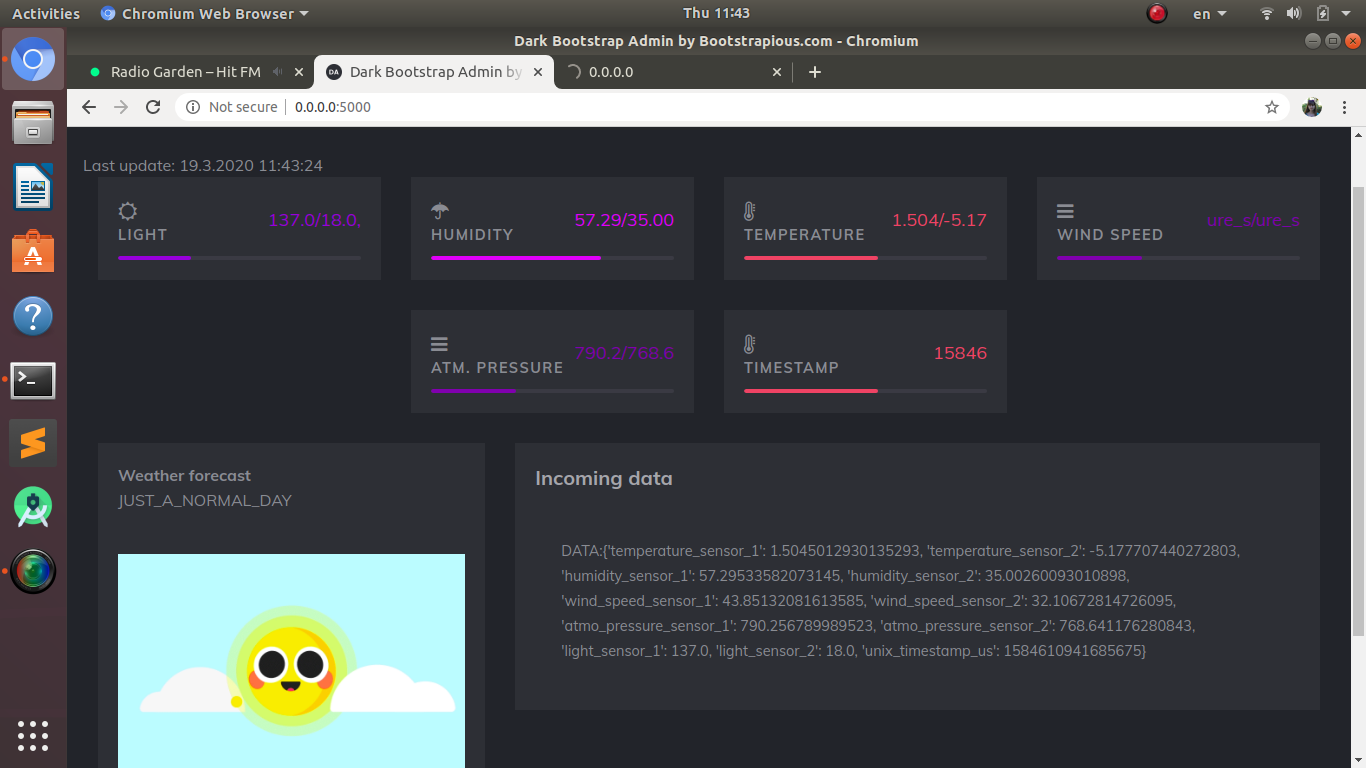 Activities
Chromium Web Browser
Thu 11:43
en
Dark Bootstrap Admin by Bootstrapious.com - Chromium
Radio Garden – Hit FM
DA
Dark Bootstrap Admin by
0.0.0.0
Not secure
0.0.0.0:5000
Last update: 19.3.2020 11:43:24
LIGHT
137.0/18.0,
HUMIDITY
57.29/35.00
TEMPERATURE
1.504/-5.17
WIND SPEED
ure_s/ure_s
ATM. PRESSURE
790.2/768.6
TIMESTAMP
15846
Weather forecast
JUST_A_NORMAL_DAY
Incoming data
DATA:{'temperature_sensor_1': 1.5045012930135293, 'temperature_sensor_2': -5.177707440272803,
'humidity_sensor_1': 57.29533582073145, 'humidity_sensor_2': 35.00260093010898,
'wind_speed_sensor_1': 43.85132081613585, 'wind_speed_sensor_2': 32.10672814726095,
'atmo_pressure_sensor_1': 790.256789989523, 'atmo_pressure_sensor_2': 768.641176280843,
'light_sensor_1': 137.0, 'light_sensor_2': 18.0, 'unix_timestamp_us': 1584610941685675}